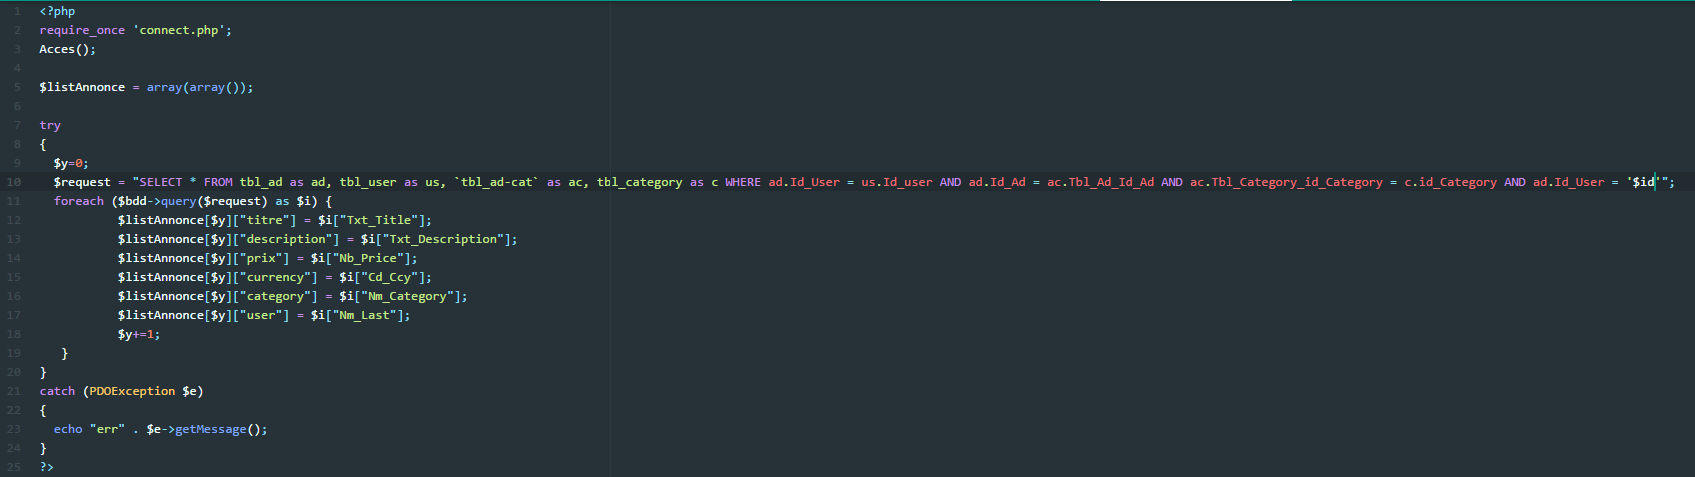 1 <?php
2 require_once 'connect.php';
3 Acces();
4
5 $listAnnonce = array(array());
6
7 try
8 {
9 $y=0;
10 $request = "SELECT * FROM tbl_ad as ad, tbl_user as us, `tbl_ad-cat` as ac, tbl_category as c WHERE ad.Id_User = us.Id_user AND ad.Id_Ad = ac.Tbl_Ad_Id_Ad AND ac.Tbl_Category_id_Category = c.id_Category AND ad.Id_User = '$id'";
11 foreach ($bdd->query($request) as $i) {
12 $listAnnonce[$y]["titre"] = $i["Txt_Title"];
13 $listAnnonce[$y]["description"] = $i["Txt_Description"];
14 $listAnnonce[$y]["prix"] = $i["Nb_Price"];
15 $listAnnonce[$y]["currency"] = $i["Cd_Ccy"];
16 $listAnnonce[$y]["category"] = $i["Nm_Category"];
17 $listAnnonce[$y]["user"] = $i["Nm_Last"];
18 $y+=1;
19 }
20 }
21 catch (PDOException $e)
22 {
23 echo "err" . $e->getMessage();
24 }
25 ?>